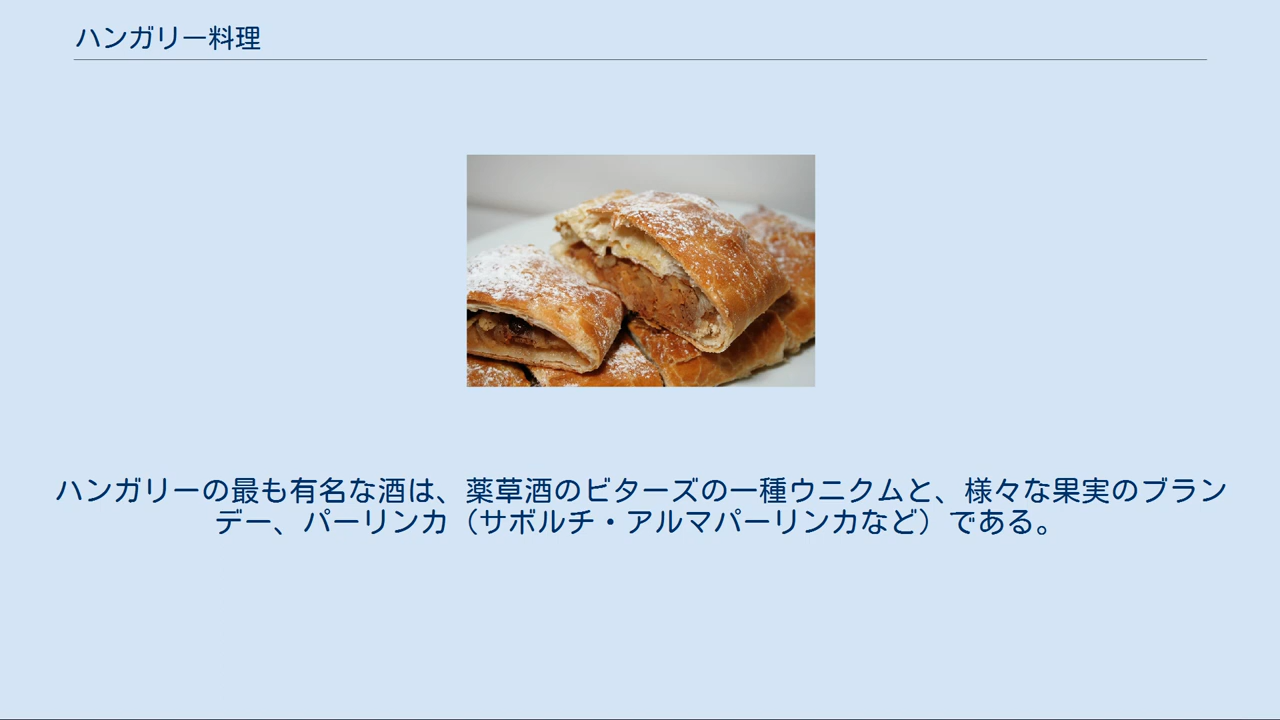 ハンガリー料理
ハンガリーの最も有名な酒は、薬草酒のビターズの一種ウニクムと、様々な果実のブラン
デー、パーリンカ（サボルチ・アルマパーリンカなど）である。